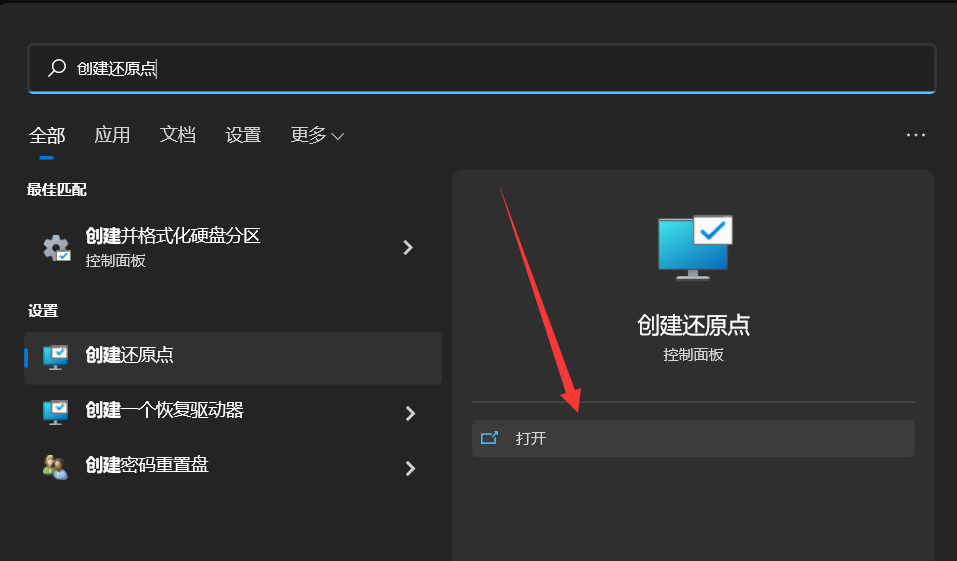 创建还原点
全部 应用 文档 设置 更多
最佳匹配
创建并格式化硬盘分区
控制面板
设置
创建还原点
创建一个恢复驱动器
创建密码重置盘
创建还原点
控制面板
打开